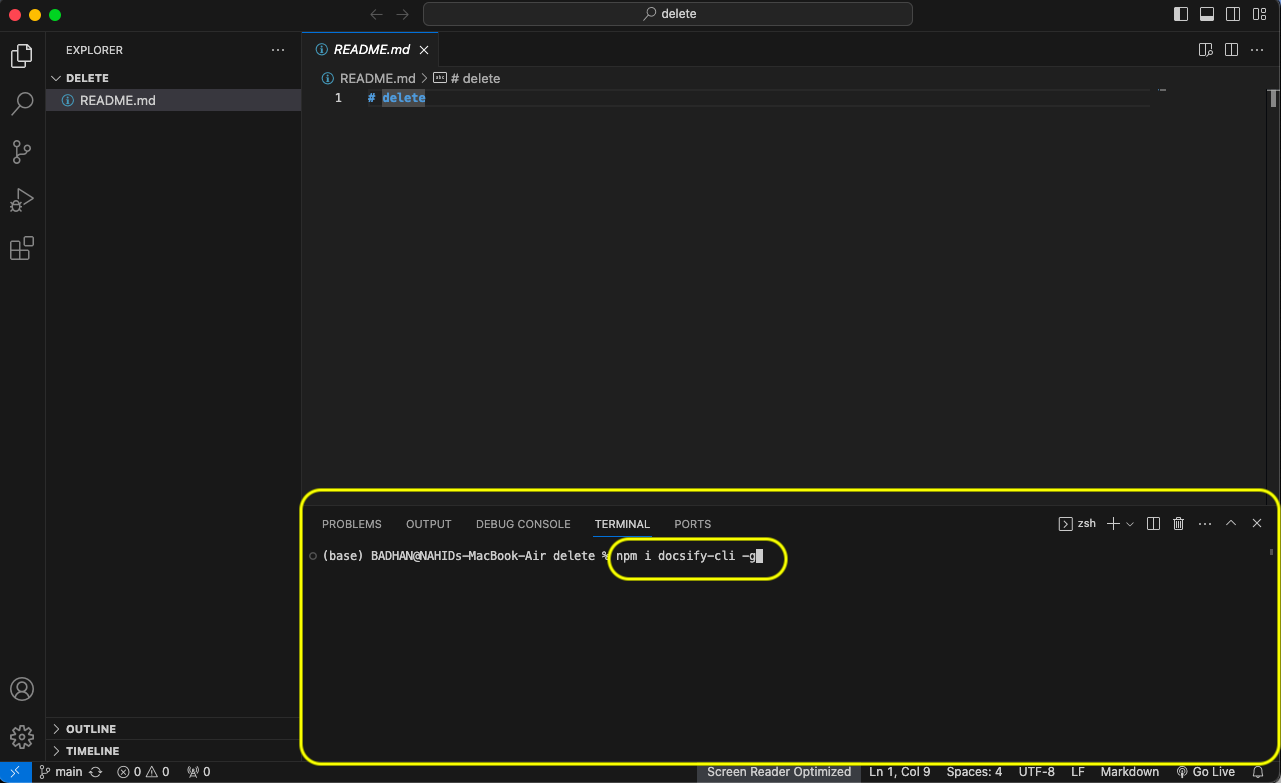 delete
EXPLORER
DELETE
README.md
OUTLINE
TIMELINE
README.md
README.md > # delete
1 # delete
PROBLEMS OUTPUT DEBUG CONSOLE TERMINAL PORTS
zsh
(base) BADHAN@NAHIDs-MacBook-Air delete % npm i docsify-cli -g
main 0 0 0 Screen Reader Optimized Ln 1, Col 9 Spaces: 4 UTF-8 LF Markdown Go Live